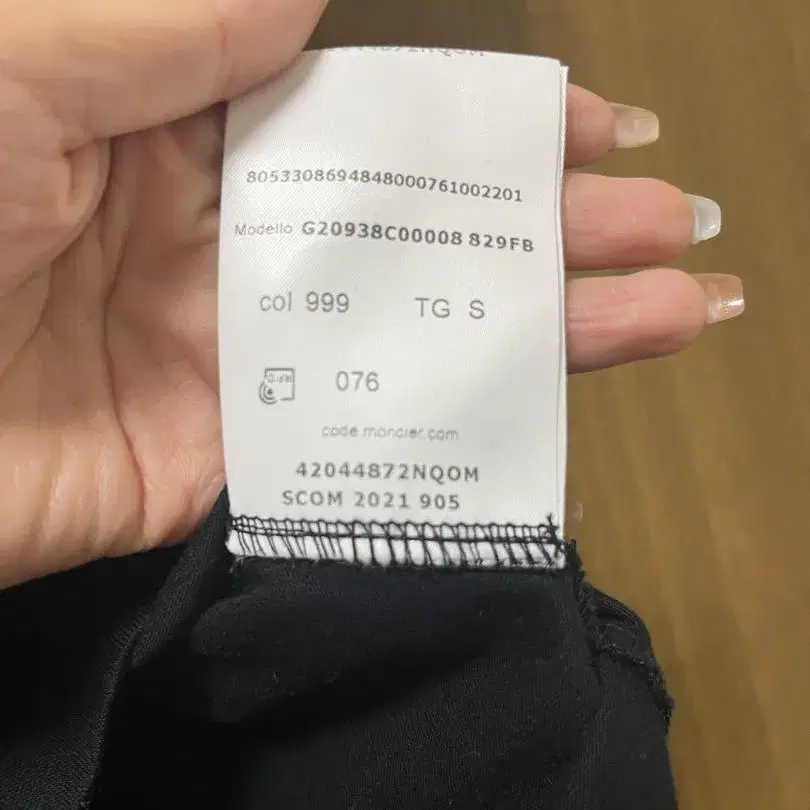 8053308694848000761002201
Modello G20938C00008 829FB
col 999 TG S
076
code.moncler.com
42044872NQOM
SCOM 2021 905